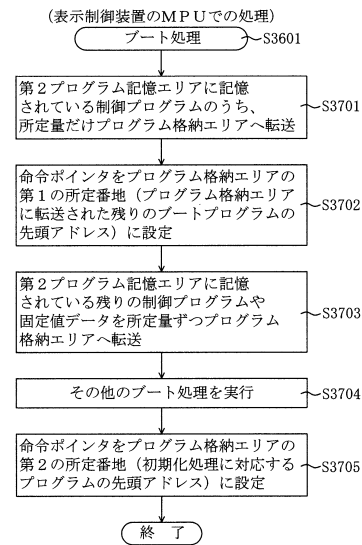 (表示制御装置のMPUでの処理)
ブート処理
S3601
第2プログラム記憶エリアに記憶
されている制御プログラムのうち、
所定量だけプログラム格納エリアへ転送
S3701
命令ポインタをプログラム格納エリアの
第1の所定番地(プログラム格納エリア
に転送された残りのブートプログラムの
先頭アドレス)に設定
S3702
第2プログラム記憶エリアに記憶
されている残りの制御プログラムや
固定値データを所定量ずつプログラム
格納エリアへ転送
S3703
その他のブート処理を実行
S3704
命令ポインタをプログラム格納エリアの
第2の所定番地(初期化処理に対応する
プログラムの先頭アドレス)に設定
S3705
終 了